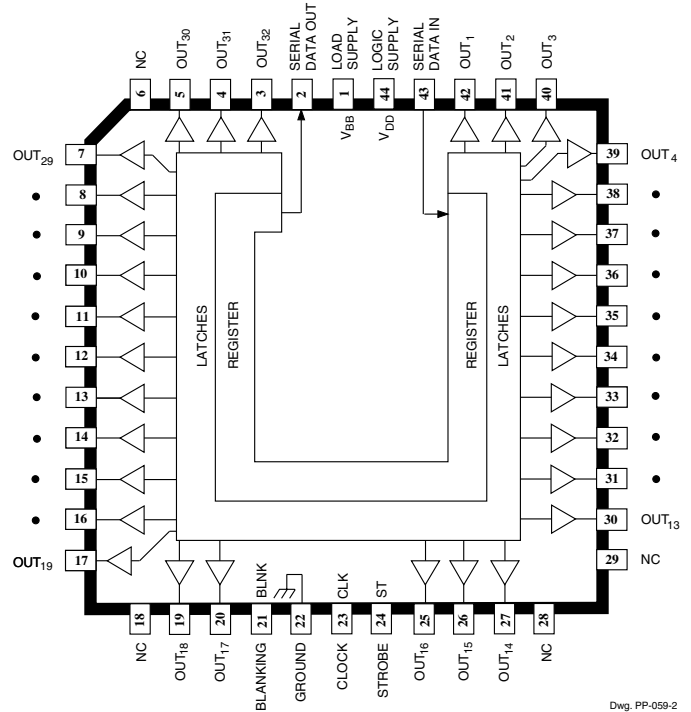 NC
OUT30
OUT31
OUT32
SERIAL
DATA OUT
LOAD
SUPPLY
LOGIC
SUPPLY
SERIAL
DATA IN
OUT1
OUT2
OUT3
6
5
4
3
2
1
44
43
42
41
40
VBB
VDD
OUT29
7
39
OUT4
8
38
9
37
10
36
11
35
12
34
13
33
14
32
15
31
16
30
OUT13
OUT19
17
29
NC
LATCHES
REGISTER
REGISTER
LATCHES
BLNK
CLK
ST
18
19
20
21
22
23
24
25
26
27
28
NC
OUT18
OUT17
BLANKING
GROUND
CLOCK
STROBE
OUT16
OUT15
OUT14
NC
Dwg. PP-059-2